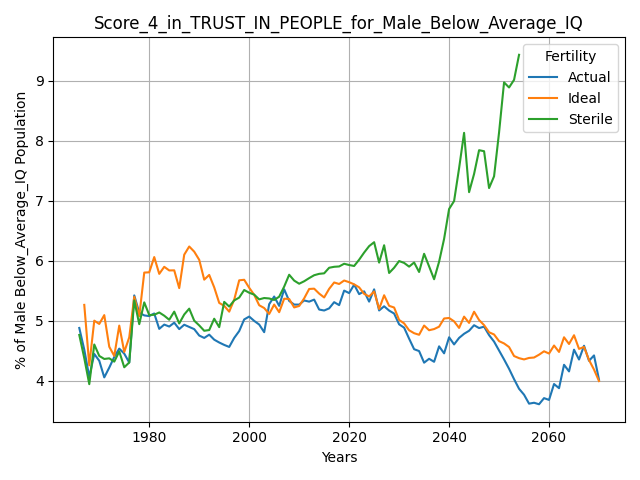 Score_4_in_TRUST_IN_PEOPLE_for_Male_Below_Average_IQ
% of Male Below_Average_IQ Population
9
8
7
6
5
4
Fertility
Actual
Ideal
Sterile
1980 2000 2020 2040 2060
Years